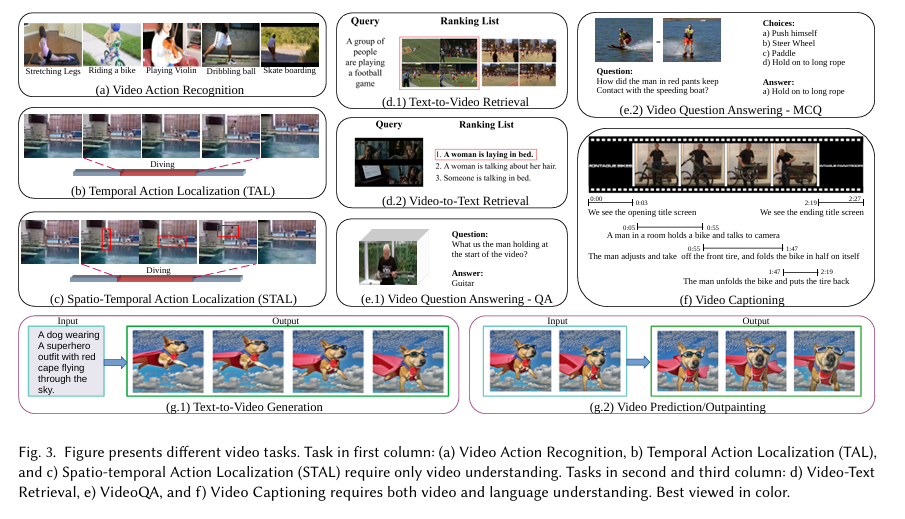 Stretching Legs Riding a bike Playing Violin Dribbling ball Skate boarding
(a) Video Action Recognition
Diving
(b) Temporal Action Localization (TAL)
Diving
(c) Spatio-Temporal Action Localization (STAL)
Query Ranking List
A group of
people
are playing
a football
game
(d.1) Text-to-Video Retrieval
Query Ranking List
1. A woman is laying in bed.
2. A woman is talking about her hair.
3. Someone is talking in bed.
(d.2) Video-to-Text Retrieval
Question:
What us the man holding at
the start of the video?
Answer:
Guitar
(e.1) Video Question Answering - QA
Question:
How did the man in red pants keep
Contact with the speeding boat?
Choices:
a) Push himself
b) Steer Wheel
c) Paddle
d) Hold on to long rope
Answer:
a) Hold on to long rope
(e.2) Video Question Answering - MCQ
0:00 0:03 2:19 2:27
We see the opening title screen We see the ending title screen
0:05 0:55
A man in a room holds a bike and talks to camera
0:55 1:47
The man adjusts and take off the front tire, and folds the bike in half on itself
1:47 2:19
The man unfolds the bike and puts the tire back
(f) Video Captioning
Input Output
A dog wearing
A superhero
outfit with red
cape flying
through the
sky.
(g.1) Text-to-Video Generation
Input Output
(g.2) Video Prediction/Outpainting
Fig. 3. Figure presents different video tasks. Task in first column: (a) Video Action Recognition, b) Temporal Action Localization (TAL),
and c) Spatio-temporal Action Localization (STAL) require only video understanding. Tasks in second and third column: d) Video-Text
Retrieval, e) VideoQA, and f) Video Captioning requires both video and language understanding. Best viewed in color.